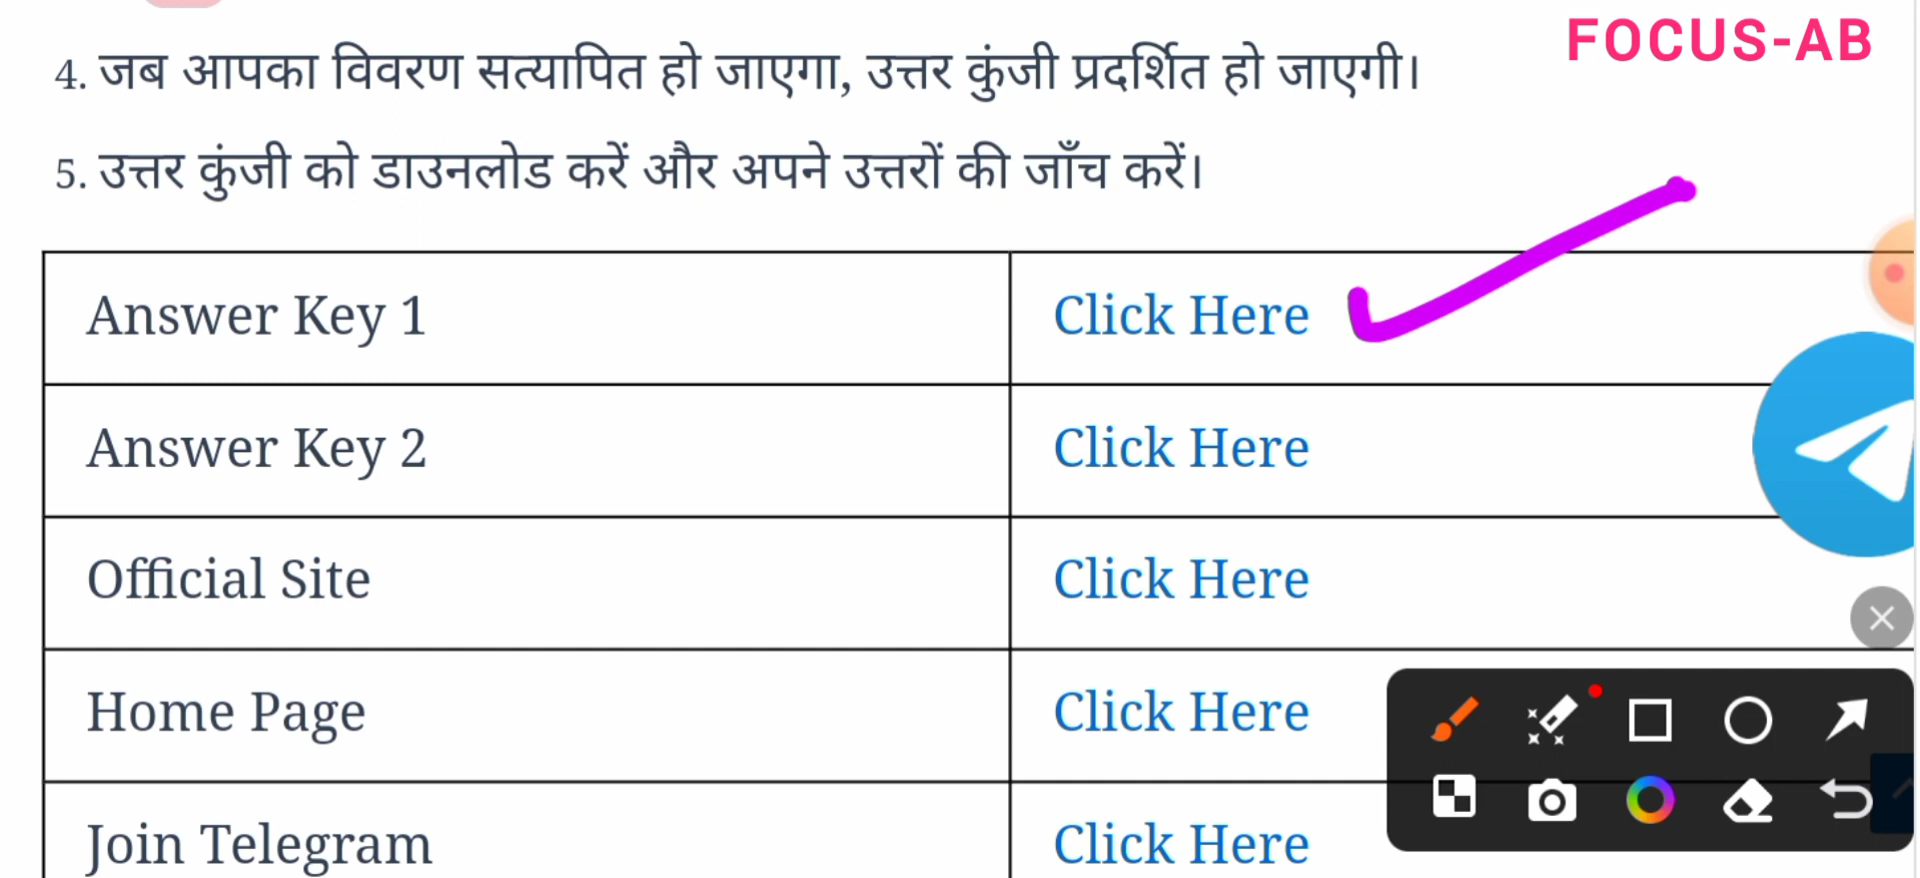 FOCUS-AB
4. जब आपका विवरण सत्यापित हो जाएगा, उत्तर कुंजी प्रदर्शित हो जाएगी।
5. उत्तर कुंजी को डाउनलोड करें और अपने उत्तरों की जाँच करें।
Answer Key 1 Click Here
Answer Key 2 Click Here
Official Site Click Here
Home Page Click Here
Join Telegram Click Here